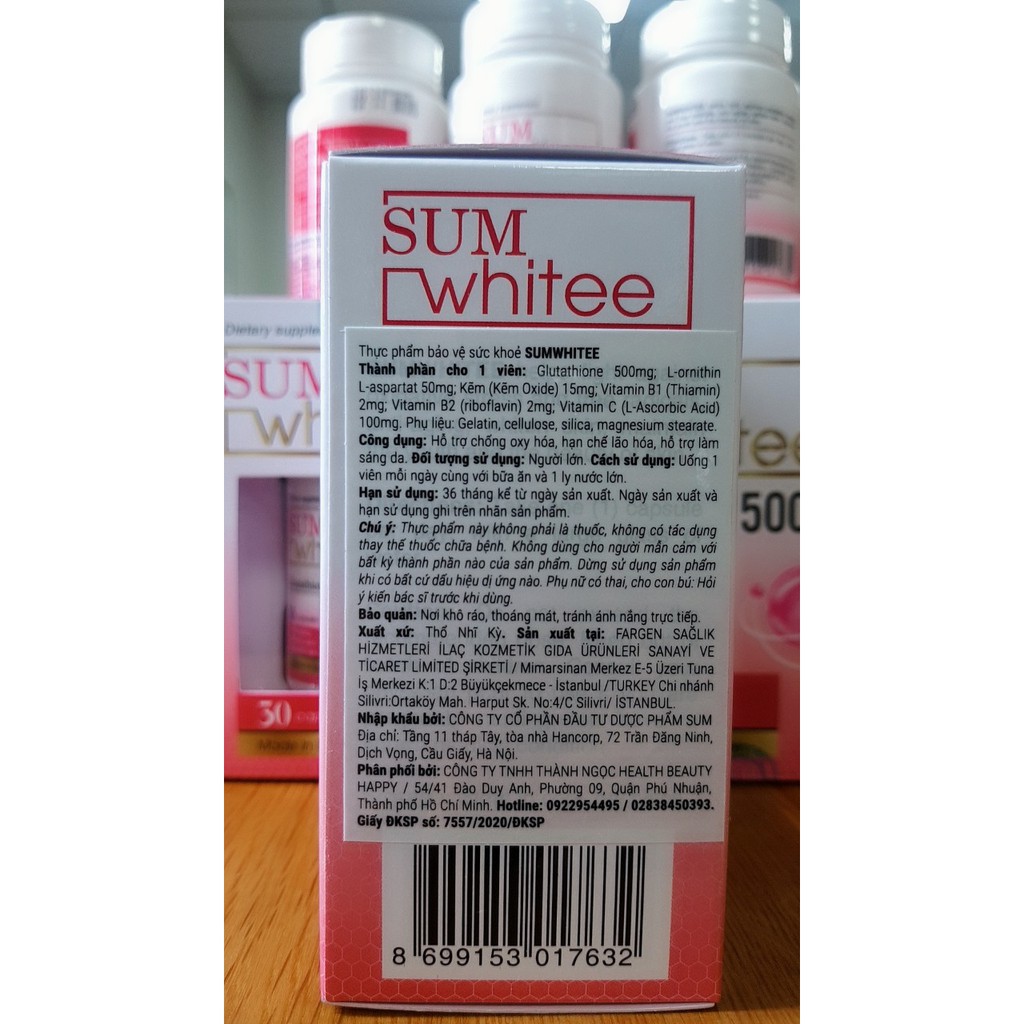 SUM
whitee
Thực phẩm bảo vệ sức khoẻ SUMWHITEE
Thành phần cho 1 viên: Glutathione 500mg; L-ornithin
L-aspartat 50mg; Kẽm (Kẽm Oxide) 15mg; Vitamin B1 (Thiamin)
2mg; Vitamin B2 (riboflavin) 2mg; Vitamin C (L-Ascorbic Acid)
100mg. Phụ liệu: Gelatin, cellulose, silica, magnesium stearate.
Công dụng: Hỗ trợ chống oxy hóa, hạn chế lão hóa, hỗ trợ làm
sáng da. Đối tượng sử dụng: Người lớn. Cách sử dụng: Uống 1
viên mỗi ngày cùng với bữa ăn và 1 ly nước lớn.
Hạn sử dụng: 36 tháng kể từ ngày sản xuất. Ngày sản xuất và
hạn sử dụng ghi trên nhãn sản phẩm.
Chú ý: Thực phẩm này không phải là thuốc, không có tác dụng
thay thế thuốc chữa bệnh. Không dùng cho người mẫn cảm với
bất kỳ thành phần nào của sản phẩm. Dừng sử dụng sản phẩm
khi có bất cứ dấu hiệu dị ứng nào. Phụ nữ có thai, cho con bú: Hỏi
ý kiến bác sĩ trước khi dùng.
Bảo quản: Nơi khô ráo, thoáng mát, tránh ánh nắng trực tiếp.
Xuất xứ: Thổ Nhĩ Kỳ. Sản xuất tại: FARGEN SAĞLIK
HİZMETLERİ İLAÇ KOZMETİK GIDA ÜRÜNLERİ SANAYİ VE
TİCARET LİMİTED ŞİRKETİ / Mimarsinan Merkez E-5 Üzeri Tuna
İş Merkezi K:1 D:2 Büyükçekmece - İstanbul /TURKEY Chi nhánh
Silivri:Ortaköy Mah. Harput Sk. No:4/C Silivri/ İSTANBUL.
Nhập khẩu bởi: CÔNG TY CỔ PHẦN ĐẦU TƯ DƯỢC PHẨM SUM
Địa chỉ: Tầng 11 tháp Tây, tòa nhà Hancorp, 72 Trần Đăng Ninh,
Dịch Vọng, Cầu Giấy, Hà Nội.
Phân phối bởi: CÔNG TY TNHH THÀNH NGỌC HEALTH BEAUTY
HAPPY / 54/41 Đào Duy Anh, Phường 09, Quận Phú Nhuận,
Thành phố Hồ Chí Minh. Hotline: 0922954495 / 02838450393.
Giấy ĐKSP số: 7557/2020/ĐKSP
8 699153 017632
SUM
Dietary
SUM
SUM
30
Made in
500